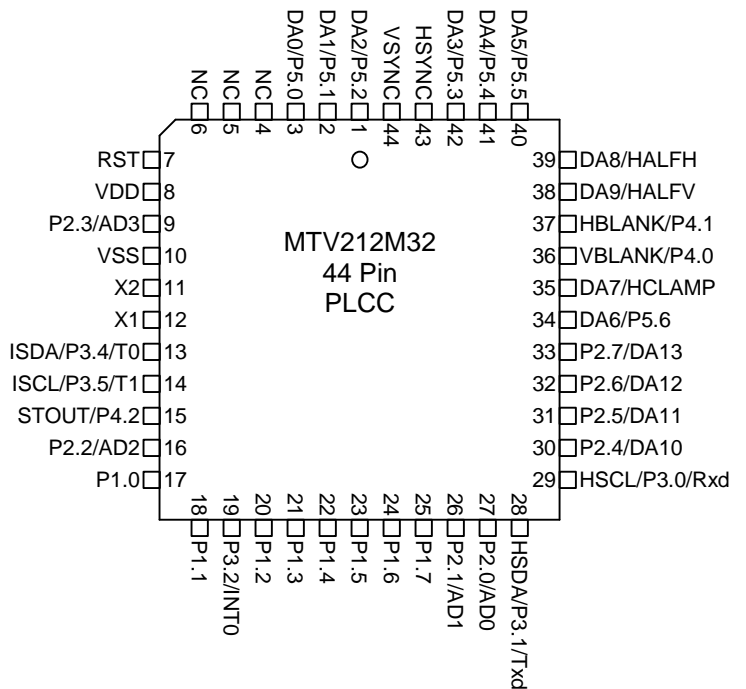 DA0/P5.0
DA1/P5.1
DA2/P5.2
VSYNC
HSYNC
DA3/P5.3
DA4/P5.4
DA5/P5.5
NC
NC
NC
6
5
4
3
2
1
44
43
42
41
40
RST 7
VDD 8
P2.3/AD3 9
VSS 10
X2 11
X1 12
ISDA/P3.4/T0 13
ISCL/P3.5/T1 14
STOUT/P4.2 15
P2.2/AD2 16
P1.0 17
MTV212M32
44 Pin
PLCC
39 DA8/HALFH
38 DA9/HALFV
37 HBLANK/P4.1
36 VBLANK/P4.0
35 DA7/HCLAMP
34 DA6/P5.6
33 P2.7/DA13
32 P2.6/DA12
31 P2.5/DA11
30 P2.4/DA10
29 HSCL/P3.0/Rxd
18 P1.1
19 P3.2/INT0
20 P1.2
21 P1.3
22 P1.4
23 P1.5
24 P1.6
25 P1.7
26 P2.1/AD1
27 P2.0/AD0
28 HSDA/P3.1/Txd